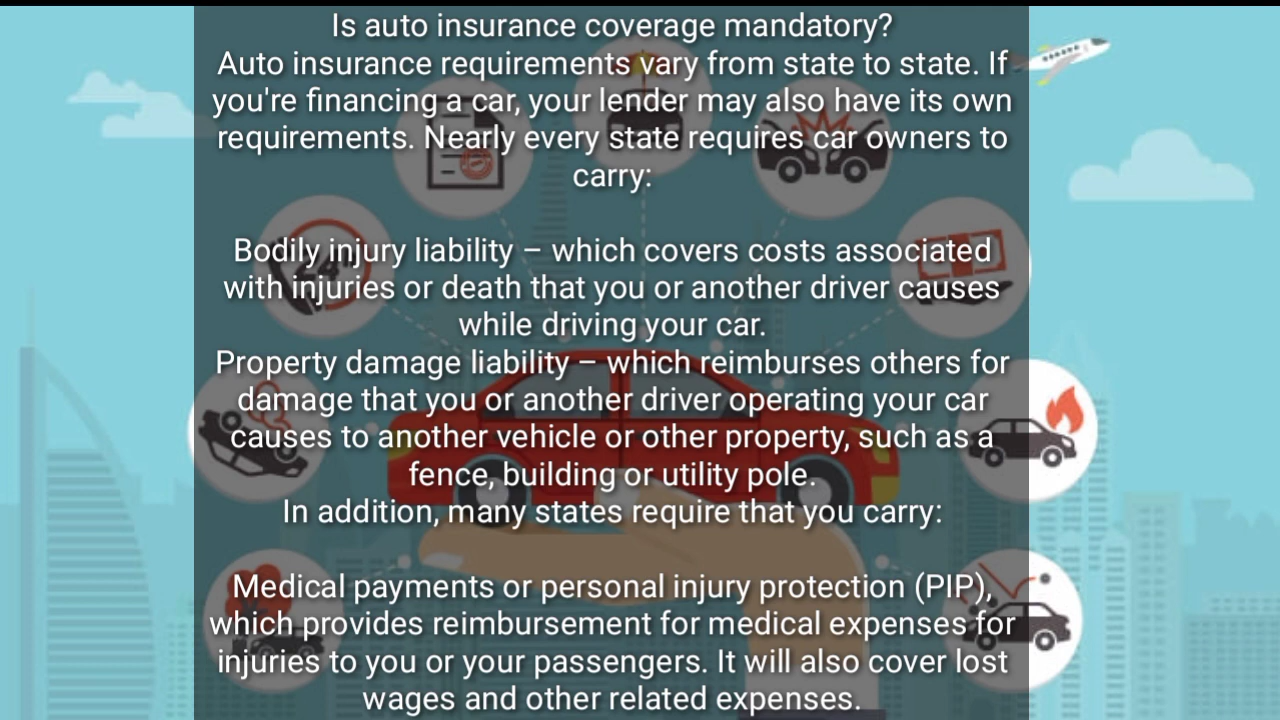 Is auto insurance coverage mandatory?
Auto insurance requirements vary from state to state. If
you're financing a car, your lender may also have its own
requirements. Nearly every state requires car owners to
carry:
Bodily injury liability – which covers costs associated
with injuries or death that you or another driver causes
while driving your car.
Property damage liability – which reimburses others for
damage that you or another driver operating your car
causes to another vehicle or other property, such as a
fence, building or utility pole.
In addition, many states require that you carry:
Medical payments or personal injury protection (PIP),
which provides reimbursement for medical expenses for
injuries to you or your passengers. It will also cover lost
wages and other related expenses.